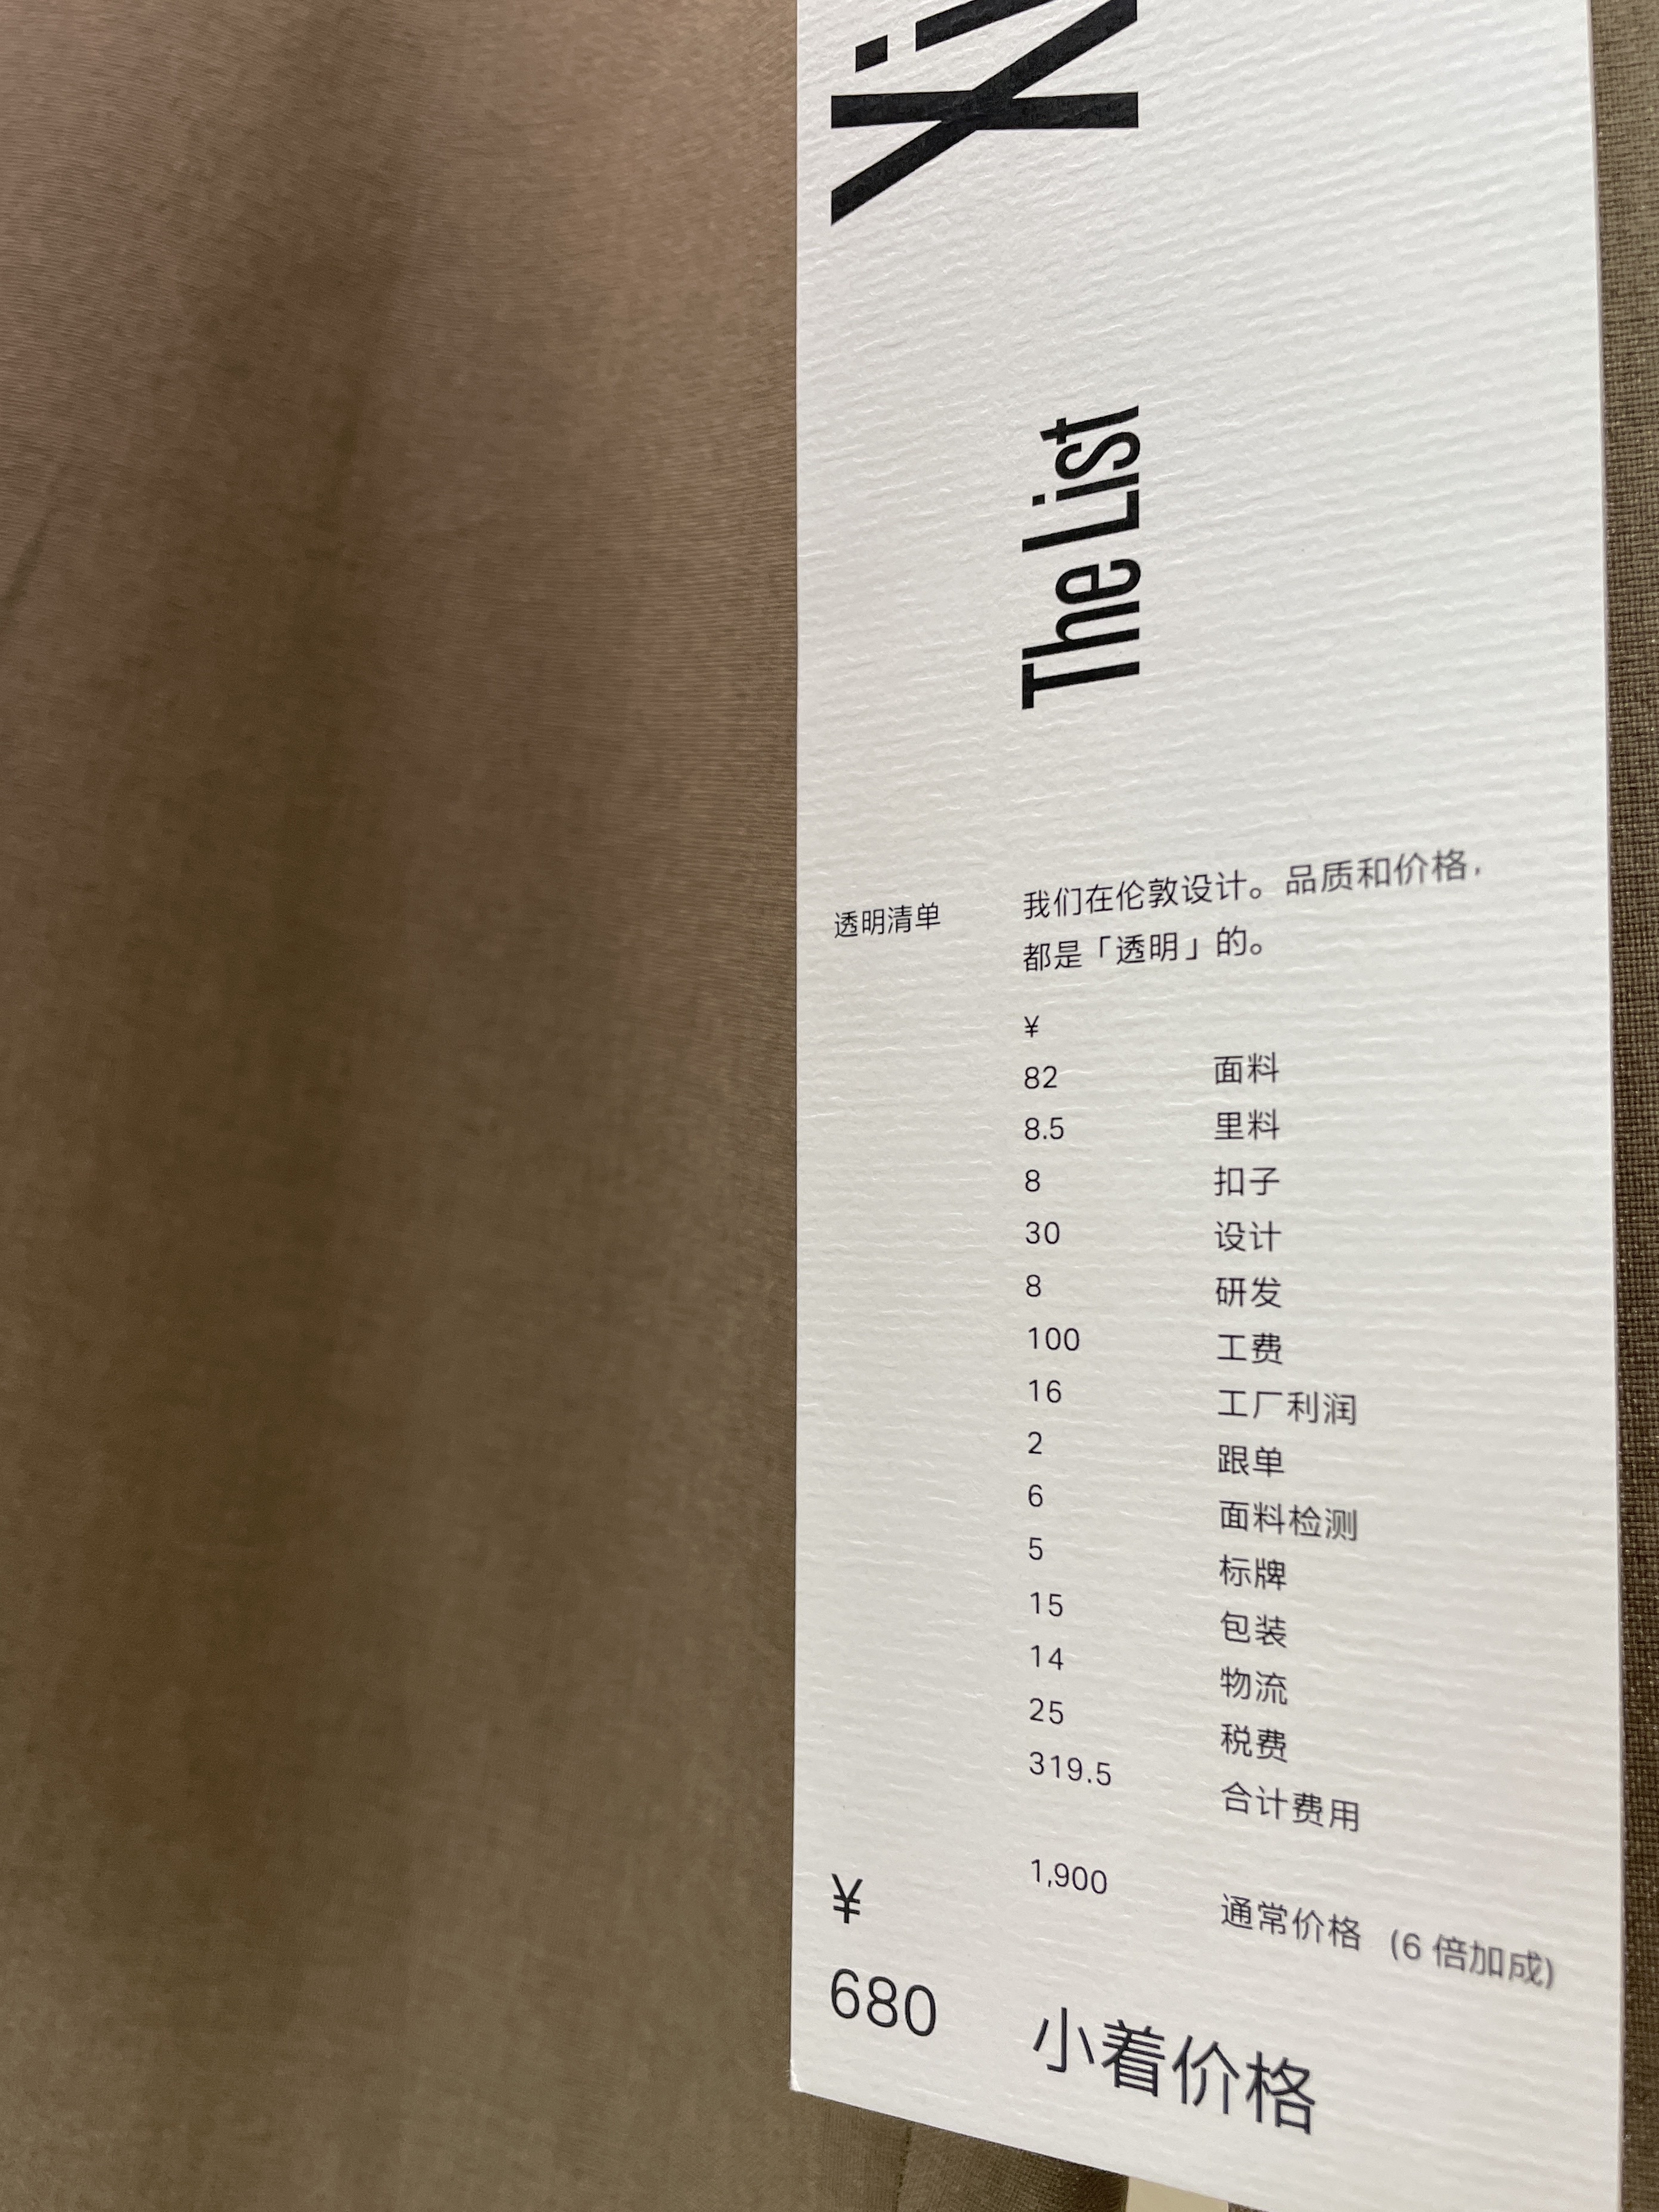 The List
透明清单
我们在伦敦设计。品质和价格，
都是「透明」的。
¥
82 面料
8.5 里料
8 扣子
30 设计
8 研发
100 工费
16 工厂利润
2 跟单
6 面料检测
5 标牌
15 包装
14 物流
25 税费
319.5 合计费用
1,900 通常价格 (6 倍加成)
¥
680 小着价格